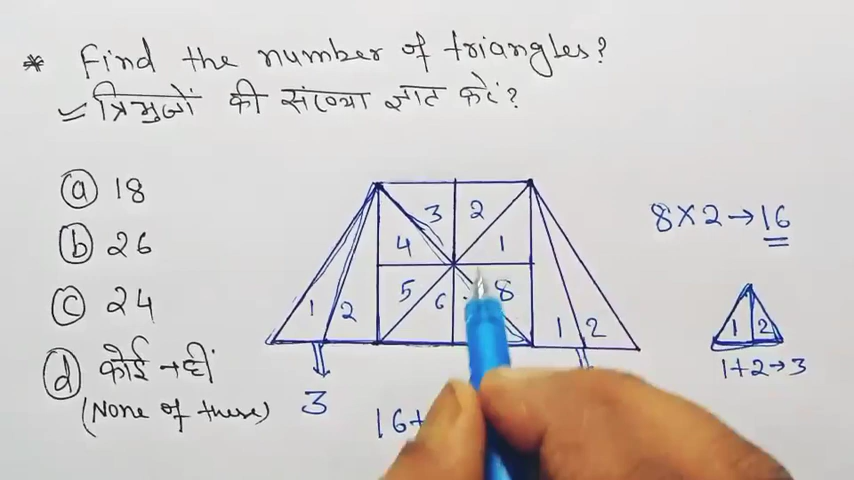 * Find the number of triangles?
त्रिभुजों की संख्या ज्ञात करें?
(a) 18
(b) 26
(c) 24
(d) कोई नहीं
(None of these)
3 2
4 1
5 6 8
1 2
1 2
3
16+
8×2→16
1 2
1+2→3